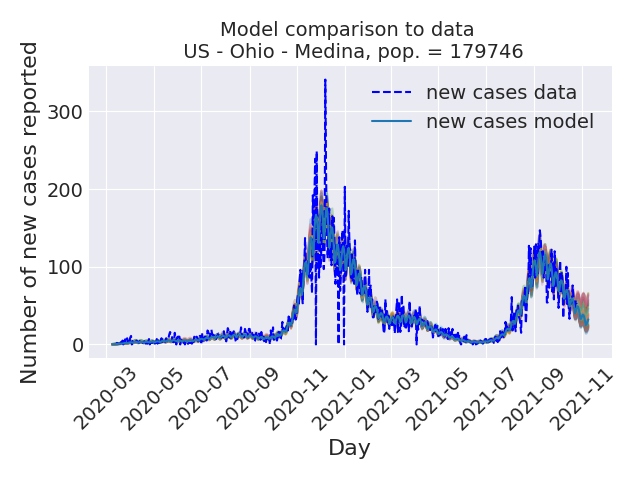 Model comparison to data
US - Ohio - Medina, pop. = 179746
Number of new cases reported
300
200
100
0
new cases data
new cases model
2020-03
2020-05
2020-07
2020-09
2020-11
2021-01
2021-03
2021-05
2021-07
2021-09
2021-11
Day